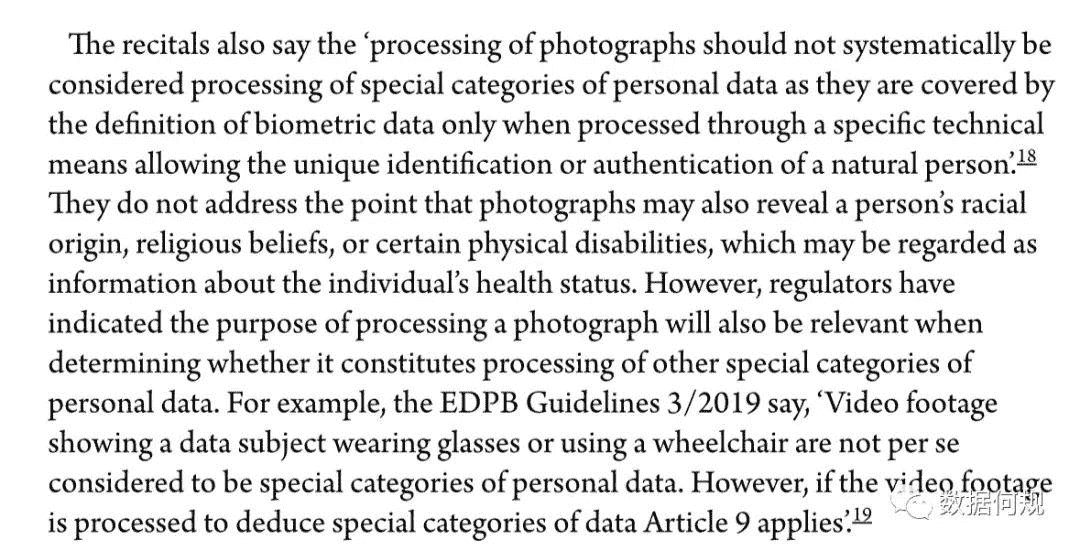 The recitals also say the ‘processing of photographs should not systematically be
considered processing of special categories of personal data as they are covered by
the definition of biometric data only when processed through a specific technical
means allowing the unique identification or authentication of a natural person’.18
They do not address the point that photographs may also reveal a person’s racial
origin, religious beliefs, or certain physical disabilities, which may be regarded as
information about the individual’s health status. However, regulators have
indicated the purpose of processing a photograph will also be relevant when
determining whether it constitutes processing of other special categories of
personal data. For example, the EDPB Guidelines 3/2019 say, ‘Video footage
showing a data subject wearing glasses or using a wheelchair are not per se
considered to be special categories of personal data. However, if the video footage
is processed to deduce special categories of data Article 9 applies’.19
数据何规